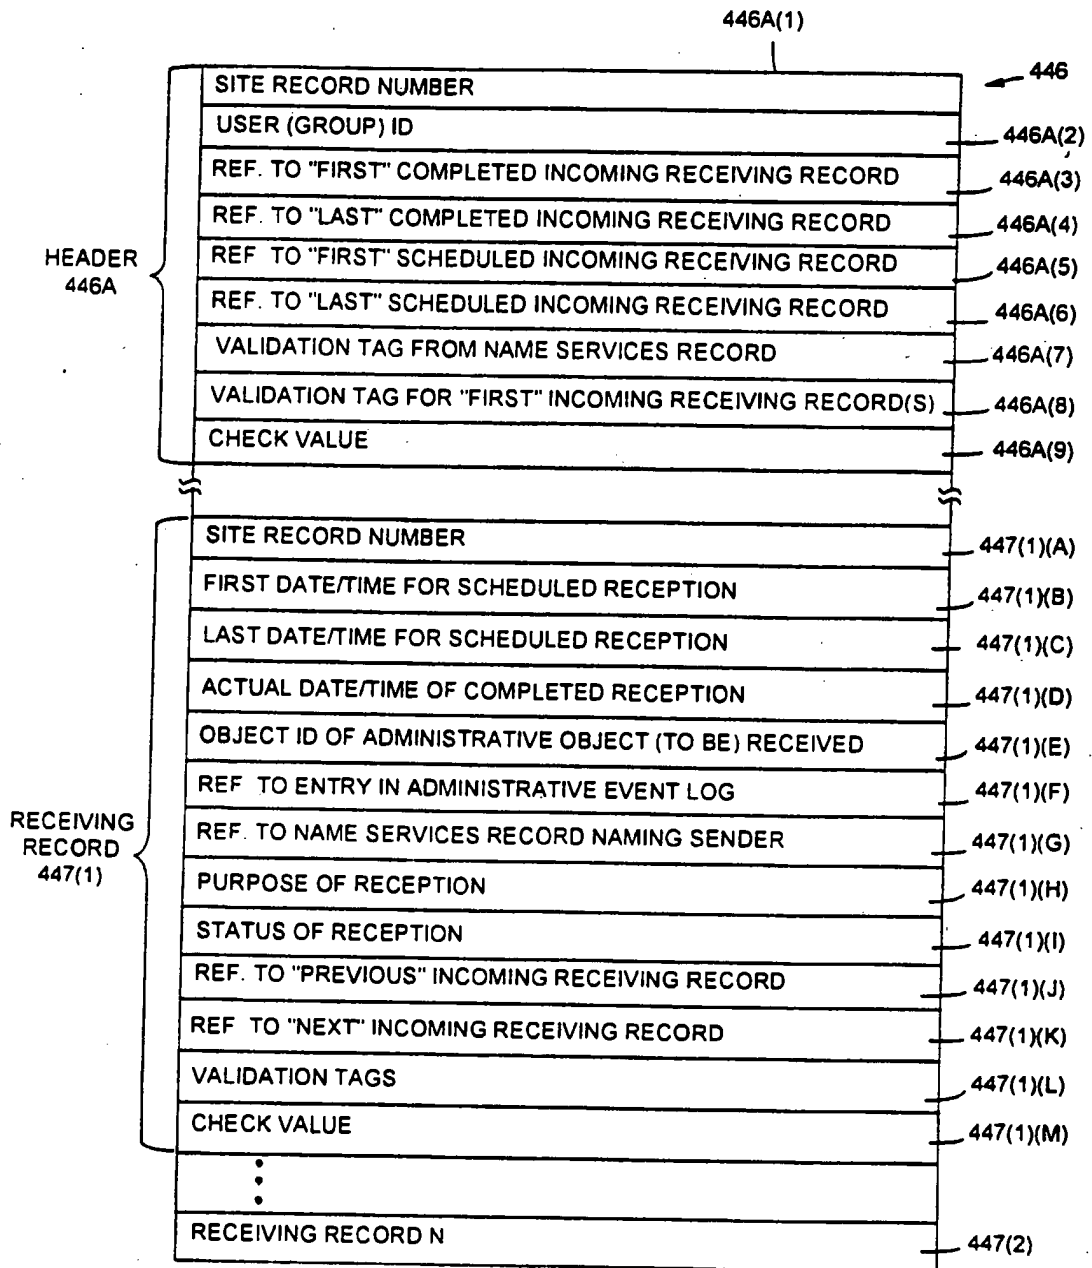 446A(1)
446
SITE RECORD NUMBER
USER (GROUP) ID
446A(2)
REF. TO "FIRST" COMPLETED INCOMING RECEIVING RECORD
446A(3)
REF. TO "LAST" COMPLETED INCOMING RECEIVING RECORD
446A(4)
HEADER
446A
REF TO "FIRST" SCHEDULED INCOMING RECEIVING RECORD
446A(5)
REF. TO "LAST" SCHEDULED INCOMING RECEIVING RECORD
446A(6)
VALIDATION TAG FROM NAME SERVICES RECORD
446A(7)
VALIDATION TAG FOR "FIRST" INCOMING RECEIVING RECORD(S)
446A(8)
CHECK VALUE
446A(9)
SITE RECORD NUMBER
447(1)(A)
FIRST DATE/TIME FOR SCHEDULED RECEPTION
447(1)(B)
LAST DATE/TIME FOR SCHEDULED RECEPTION
447(1)(C)
ACTUAL DATE/TIME OF COMPLETED RECEPTION
447(1)(D)
OBJECT ID OF ADMINISTRATIVE OBJECT (TO BE) RECEIVED
447(1)(E)
REF TO ENTRY IN ADMINISTRATIVE EVENT LOG
447(1)(F)
RECEIVING
RECORD
447(1)
REF. TO NAME SERVICES RECORD NAMING SENDER
447(1)(G)
PURPOSE OF RECEPTION
447(1)(H)
STATUS OF RECEPTION
447(1)(I)
REF. TO "PREVIOUS" INCOMING RECEIVING RECORD
447(1)(J)
REF TO "NEXT" INCOMING RECEIVING RECORD
447(1)(K)
VALIDATION TAGS
447(1)(L)
CHECK VALUE
447(1)(M)
RECEIVING RECORD N
447(2)